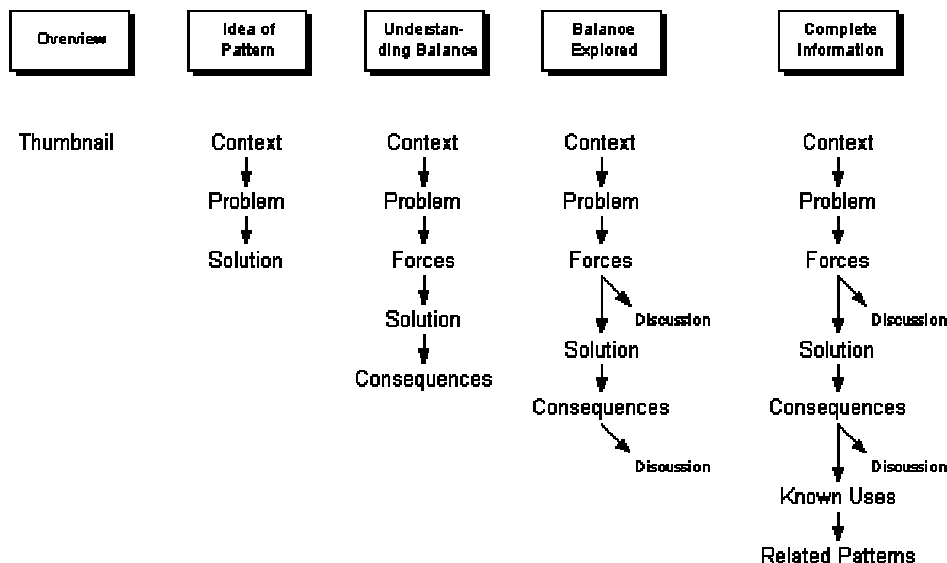 Overview
Idea of
Pattern
Understan-
ding Balance
Balance
Explored
Complete
Information
Thumbnail
Context
Problem
Solution
Context
Problem
Forces
Solution
Consequences
Context
Problem
Forces
Discussion
Solution
Consequences
Discussion
Context
Problem
Forces
Discussion
Solution
Consequences
Discussion
Known Uses
Related Patterns